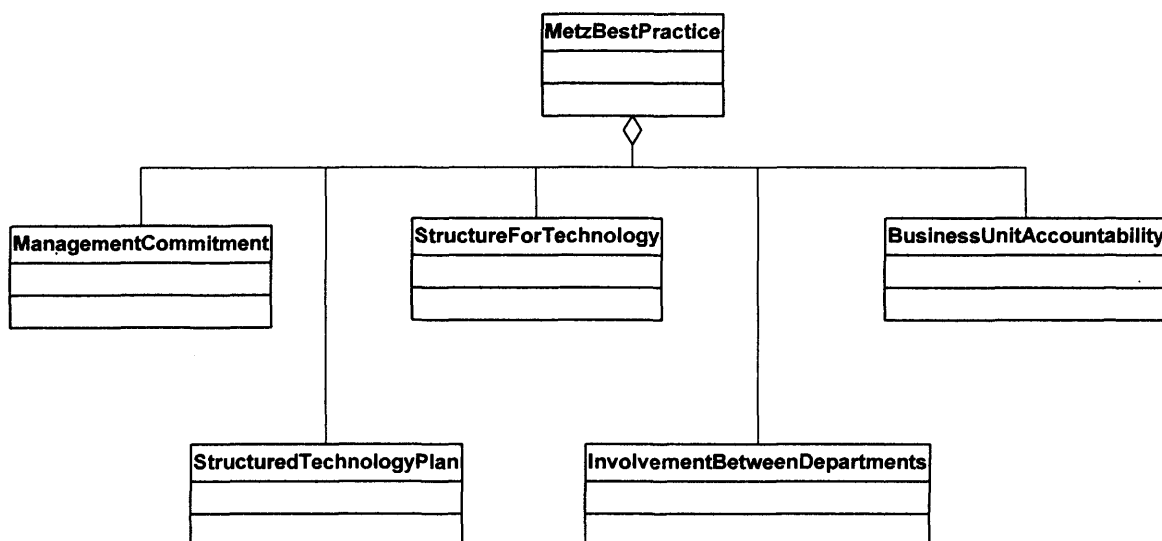 MetzBestPractice
ManagementCommitment
StructureForTechnology
BusinessUnitAccountability
StructuredTechnologyPlan
InvolvementBetweenDepartments